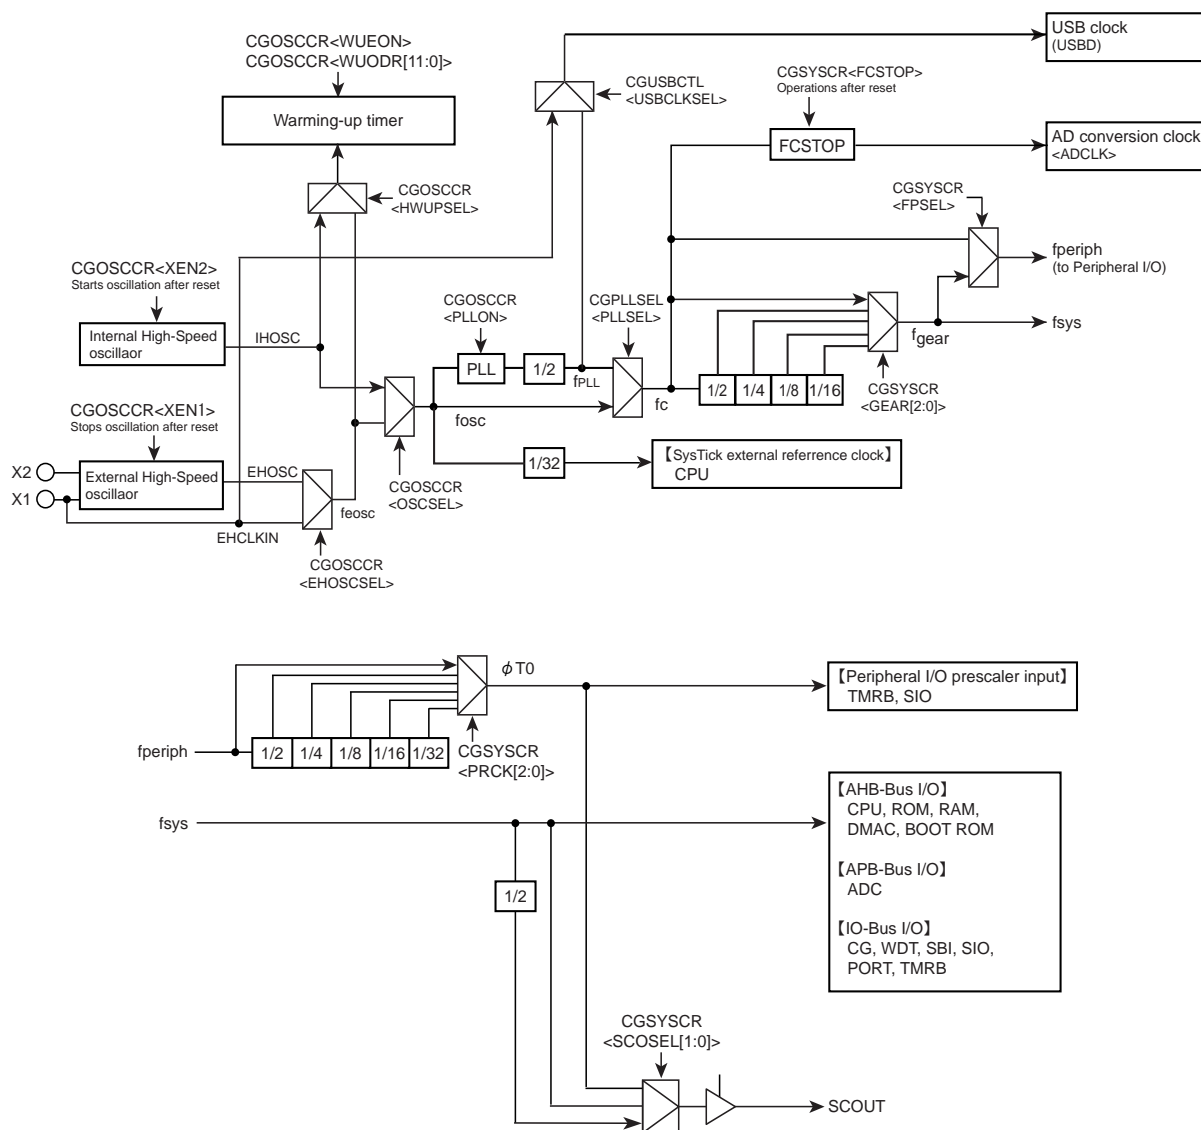 CGOSCCR<WUEON>
CGOSCCR<WUODR[11:0]>
Warming-up timer
CGOSCCR
<HWUPSEL>
CGUSBCTL
<USBCLKSEL>
USB clock
(USBD)
CGSYSCR<FCSTOP>
Operations after reset
FCSTOP
AD conversion clock
<ADCLK>
CGSYSCR
<FPSEL>
fperiph
(to Peripheral I/O)
CGOSCCR<XEN2>
Starts oscillation after reset
Internal High-Speed
oscillaor
IHOSC
CGOSCCR
<PLLON>
PLL
1/2
fPLL
CGPLLSEL
<PLLSEL>
fc
fgear
fsys
1/2
1/4
1/8
1/16
CGSYSCR
<GEAR[2:0]>
CGOSCCR<XEN1>
Stops oscillation after reset
X2
X1
External High-Speed
oscillaor
EHOSC
EHCLKIN
feosc
CGOSCCR
<EHOSCSEL>
CGOSCCR
<OSCSEL>
fosc
1/32
【SysTick external referrence clock】
CPU
fperiph
1/2
1/4
1/8
1/16
1/32
CGSYSCR
<PRCK[2:0]>
ϕT0
【Peripheral I/O prescaler input】
TMRB, SIO
fsys
1/2
【AHB-Bus I/O】
CPU, ROM, RAM,
DMAC, BOOT ROM
【APB-Bus I/O】
ADC
【IO-Bus I/O】
CG, WDT, SBI, SIO,
PORT, TMRB
CGSYSCR
<SCOSEL[1:0]>
SCOUT